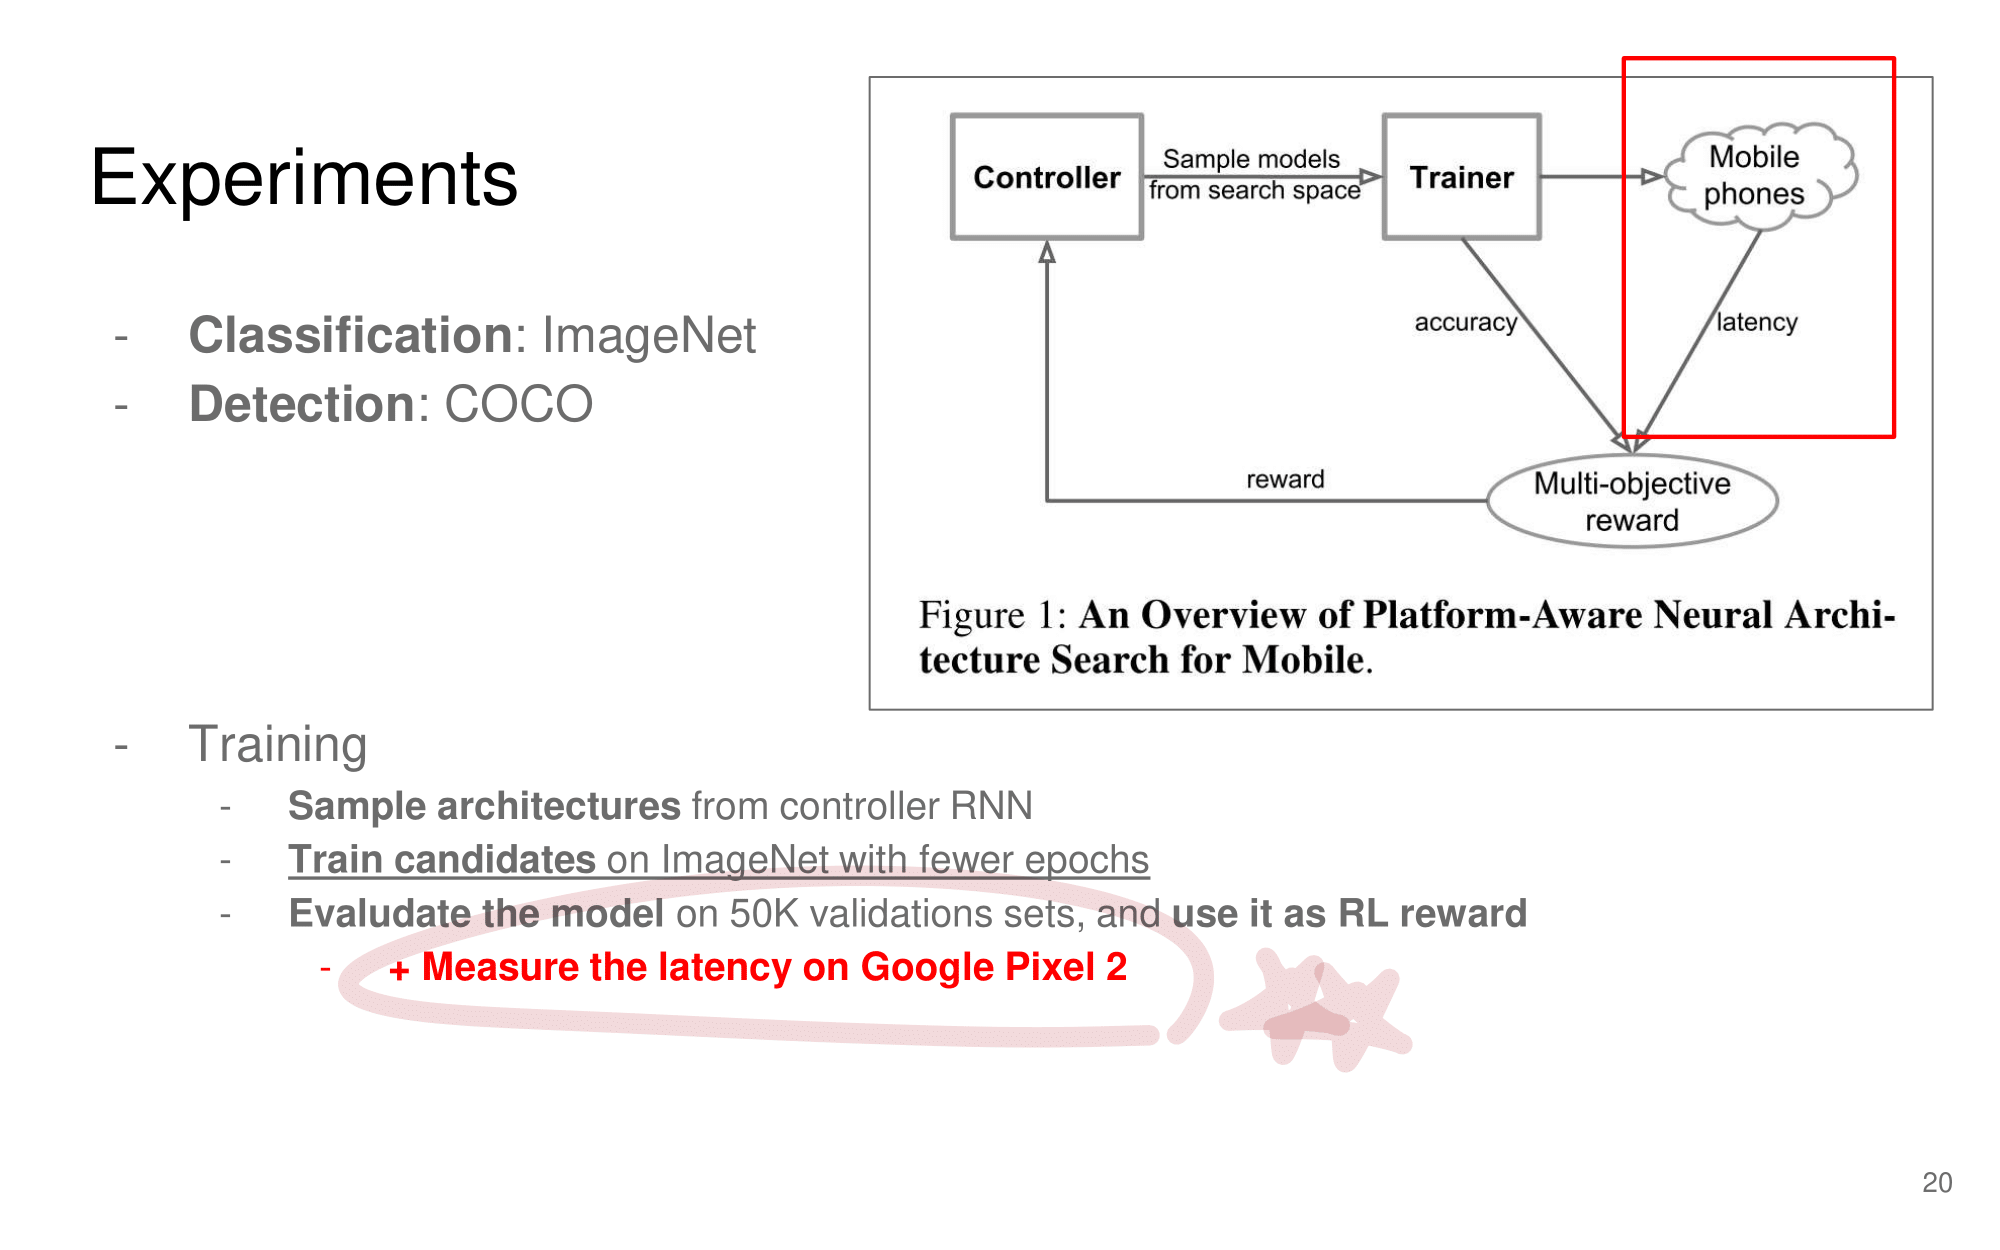 Experiments
- Classification: ImageNet
- Detection: COCO
Controller
Sample models
from search space
Trainer
Mobile
phones
accuracy
latency
reward
Multi-objective
reward
Figure 1: An Overview of Platform-Aware Neural Archi-
tecture Search for Mobile.
- Training
- Sample architectures from controller RNN
- Train candidates on ImageNet with fewer epochs
- Evaludate the model on 50K validations sets, and use it as RL reward
- + Measure the latency on Google Pixel 2
20